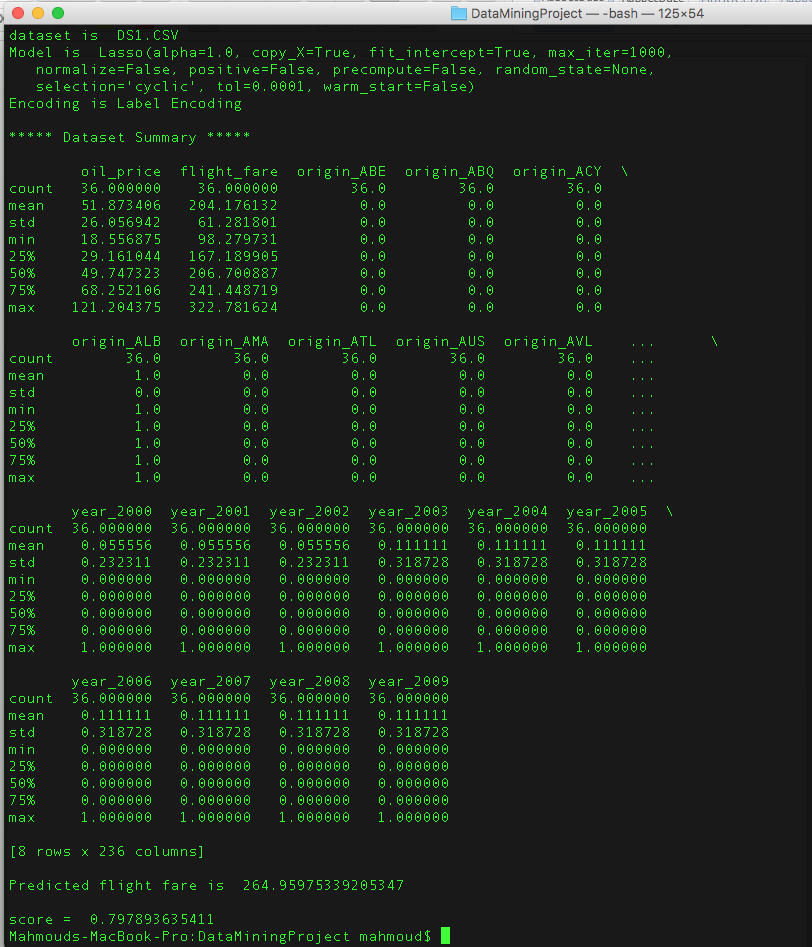 DataMiningProject — -bash — 125×54
dataset is  DS1.CSV
Model is  Lasso(alpha=1.0, copy_X=True, fit_intercept=True, max_iter=1000,
   normalize=False, positive=False, precompute=False, random_state=None,
   selection='cyclic', tol=0.0001, warm_start=False)
Encoding is Label Encoding
***** Dataset Summary *****
        oil_price  flight_fare  origin_ABE  origin_ABQ  origin_ACY  \
count   36.000000    36.000000        36.0        36.0        36.0
mean    51.873406   204.176132         0.0         0.0         0.0
std     26.056942    61.281801         0.0         0.0         0.0
min     18.556875    98.279731         0.0         0.0         0.0
25%     29.161044   167.189905         0.0         0.0         0.0
50%     49.747323   206.700887         0.0         0.0         0.0
75%     68.252106   241.448719         0.0         0.0         0.0
max    121.204375   322.781624         0.0         0.0         0.0
       origin_ALB  origin_AMA  origin_ATL  origin_AUS  origin_AVL    ...      \
count        36.0        36.0        36.0        36.0        36.0    ...
mean          1.0         0.0         0.0         0.0         0.0    ...
std           0.0         0.0         0.0         0.0         0.0    ...
min           1.0         0.0         0.0         0.0         0.0    ...
25%           1.0         0.0         0.0         0.0         0.0    ...
50%           1.0         0.0         0.0         0.0         0.0    ...
75%           1.0         0.0         0.0         0.0         0.0    ...
max           1.0         0.0         0.0         0.0         0.0    ...
       year_2000  year_2001  year_2002  year_2003  year_2004  year_2005  \
count  36.000000  36.000000  36.000000  36.000000  36.000000  36.000000
mean    0.055556   0.055556   0.055556   0.111111   0.111111   0.111111
std     0.232311   0.232311   0.232311   0.318728   0.318728   0.318728
min     0.000000   0.000000   0.000000   0.000000   0.000000   0.000000
25%     0.000000   0.000000   0.000000   0.000000   0.000000   0.000000
50%     0.000000   0.000000   0.000000   0.000000   0.000000   0.000000
75%     0.000000   0.000000   0.000000   0.000000   0.000000   0.000000
max     1.000000   1.000000   1.000000   1.000000   1.000000   1.000000
       year_2006  year_2007  year_2008  year_2009
count  36.000000  36.000000  36.000000  36.000000
mean    0.111111   0.111111   0.111111   0.111111
std     0.318728   0.318728   0.318728   0.318728
min     0.000000   0.000000   0.000000   0.000000
25%     0.000000   0.000000   0.000000   0.000000
50%     0.000000   0.000000   0.000000   0.000000
75%     0.000000   0.000000   0.000000   0.000000
max     1.000000   1.000000   1.000000   1.000000
[8 rows x 236 columns]
Predicted flight fare is  264.95975339205347
score =  0.797893635411
Mahmouds-MacBook-Pro:DataMiningProject mahmoud$